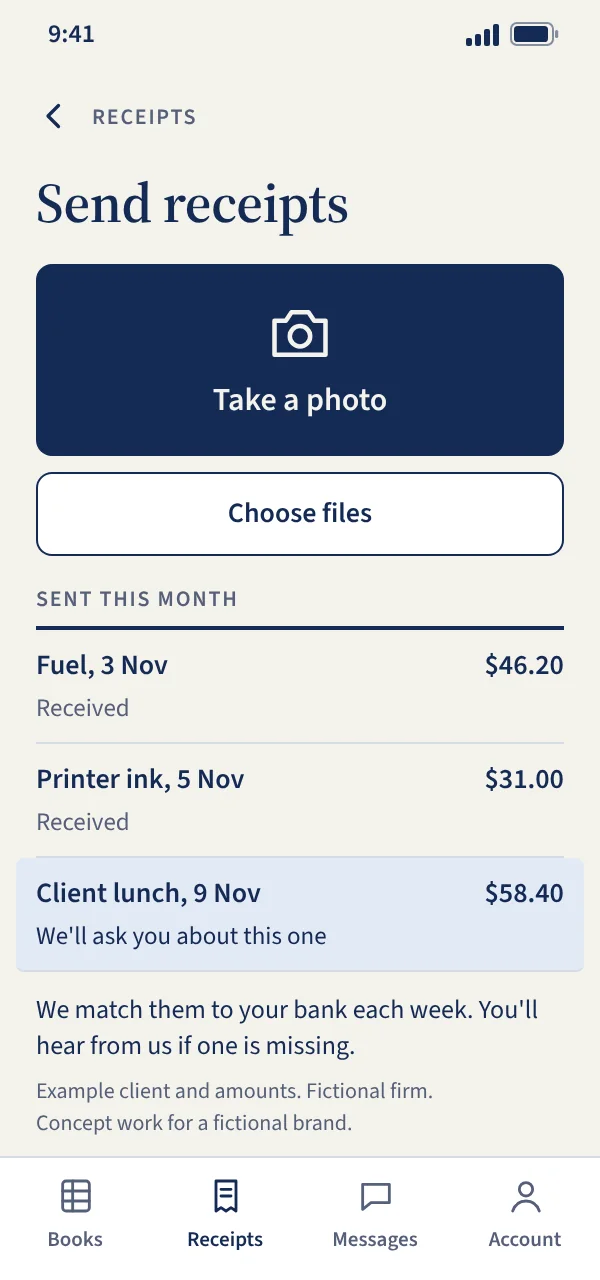 9:41
RECEIPTS
Send receipts
Take a photo
Choose files
SENT THIS MONTH
Fuel, 3 Nov
$46.20
Received
Printer ink, 5 Nov
$31.00
Received
Client lunch, 9 Nov
$58.40
We'll ask you about this one
We match them to your bank each week. You'll
hear from us if one is missing.
Example client and amounts. Fictional firm.
Concept work for a fictional brand.
Books
Receipts
Messages
Account